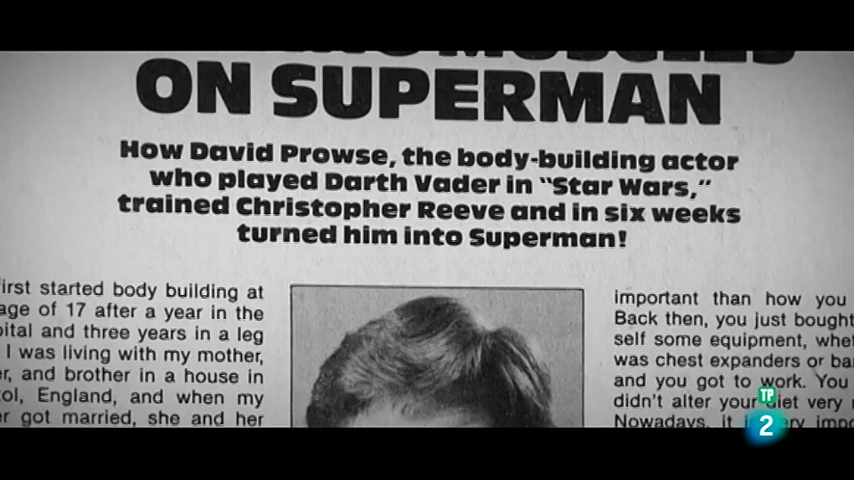 ON SUPERMAN
How David Prowse, the body-building actor
who played Darth Vader in “Star Wars,”
trained Christopher Reeve and in six weeks
turned him into Superman!
first started body building at
age of 17 after a year in the
pital and three years in a leg
I was living with my mother,
er, and brother in a house in
tol, England, and when my
er got married, she and her
important than how you
Back then, you just bought
self some equipment, whet
was chest expanders or ba
and you got to work. You
didn't alter your diet very
Nowadays, it
TP
2